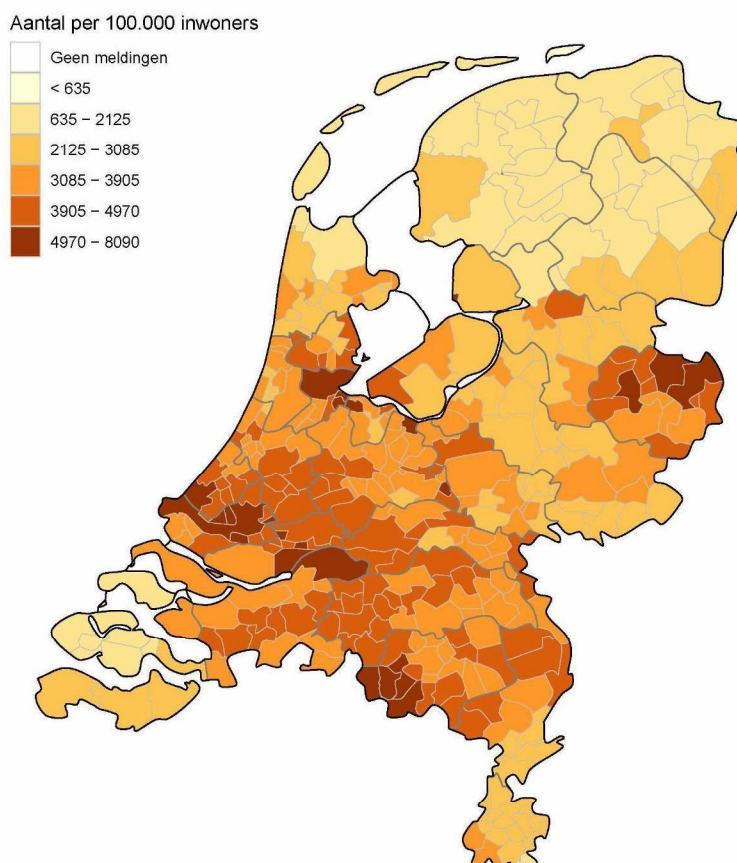 Aantal per 100.000 inwoners
Geen meldingen
< 635
635 – 2125
2125 – 3085
3085 – 3905
3905 – 4970
4970 – 8090